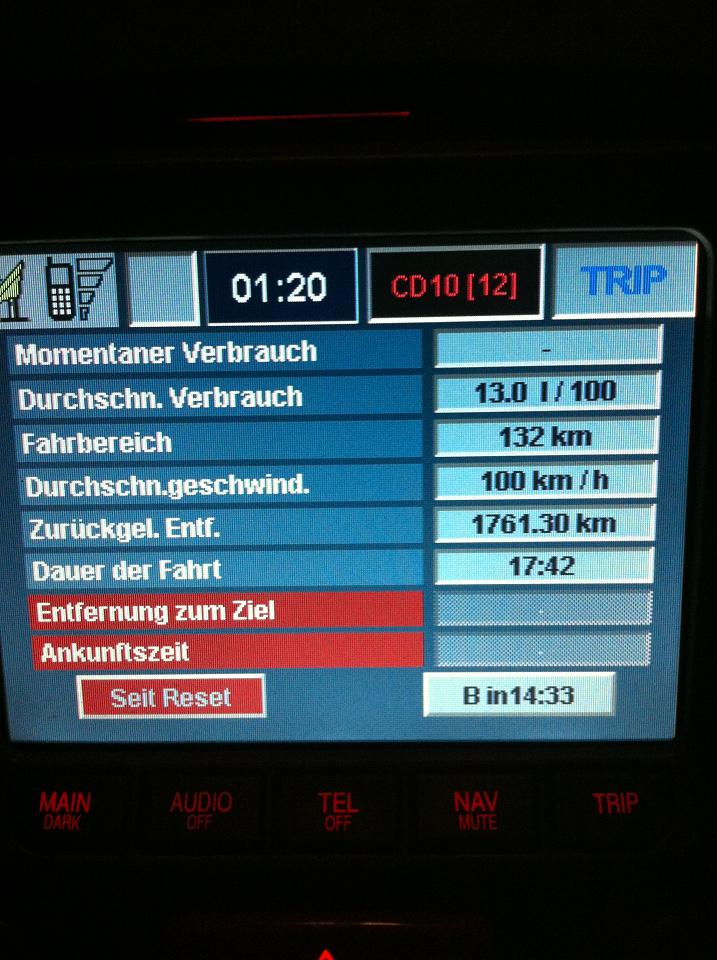 01:20 CD10 [12] TRIP
Momentaner Verbrauch -
Durchschn. Verbrauch 13.0 l / 100
Fahrbereich 132 km
Durchschn.geschwind. 100 km / h
Zurückgel. Entf. 1761.30 km
Dauer der Fahrt 17:42
Entfernung zum Ziel .
Ankunftszeit .
Seit Reset B in14:33
MAIN AUDIO TEL NAV TRIP
DARK OFF OFF MUTE